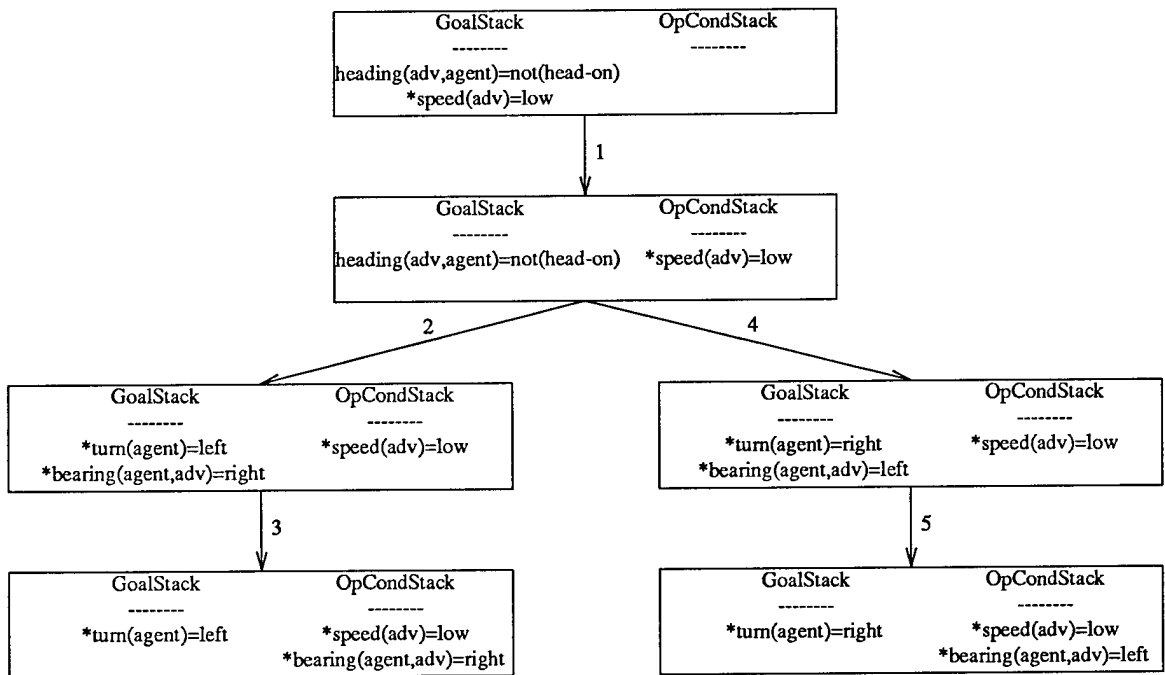 GoalStack OpCondStack
-------- --------
heading(adv,agent)=not(head-on)
*speed(adv)=low
1
GoalStack OpCondStack
-------- --------
heading(adv,agent)=not(head-on) *speed(adv)=low
2 4
GoalStack OpCondStack
-------- --------
*turn(agent)=left *speed(adv)=low
*bearing(agent,adv)=right
GoalStack OpCondStack
-------- --------
*turn(agent)=right *speed(adv)=low
*bearing(agent,adv)=left
3 5
GoalStack OpCondStack
-------- --------
*turn(agent)=left *speed(adv)=low
*bearing(agent,adv)=right
GoalStack OpCondStack
-------- --------
*turn(agent)=right *speed(adv)=low
*bearing(agent,adv)=left